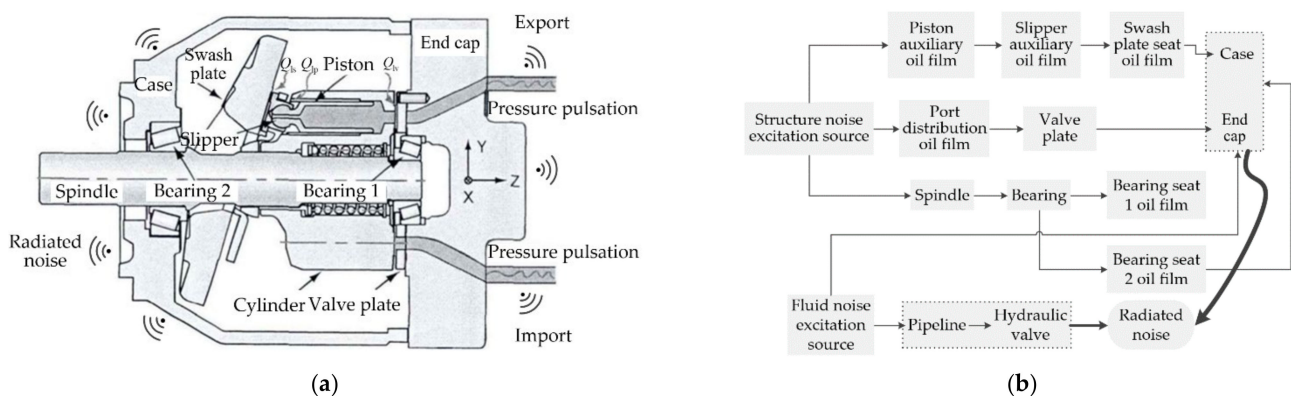 Export
Swash
plate
Case
Slipper
Q_ls
Q_lp
Piston
Q_lv
End cap
Pressure pulsation
Y
Z
X
Spindle
Bearing 2
Bearing 1
Radiated
noise
Pressure pulsation
Cylinder
Valve plate
Import
(a)
Piston
auxiliary
oil film
Slipper
auxiliary
oil film
Swash
plate seat
oil film
Case
Structure noise
excitation source
Port
distribution
oil film
Valve
plate
End
cap
Spindle
Bearing
Bearing seat
1 oil film
Bearing seat
2 oil film
Fluid noise
excitation
source
Pipeline
Hydraulic
valve
Radiated
noise
(b)